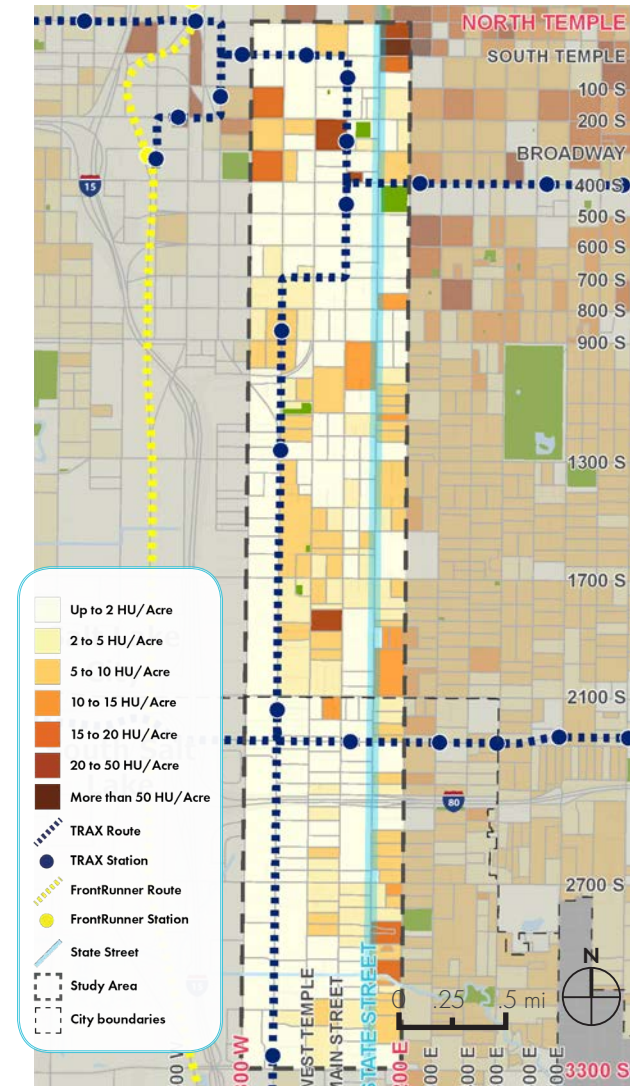 NORTH TEMPLE
SOUTH TEMPLE
100 S
200 S
BROADWAY
400 S
15
500 S
600 S
700 S
800 S
900 S
1300 S
1700 S
2100 S
80
2700 S
3300 S
Up to 2 HU/Acre
2 to 5 HU/Acre
5 to 10 HU/Acre
10 to 15 HU/Acre
15 to 20 HU/Acre
20 to 50 HU/Acre
More than 50 HU/Acre
TRAX Route
TRAX Station
FrontRunner Route
FrontRunner Station
State Street
Study Area
City boundaries
TEMPLE
MAIN STREET
STATE STREET
N
0 .25 .5 mi